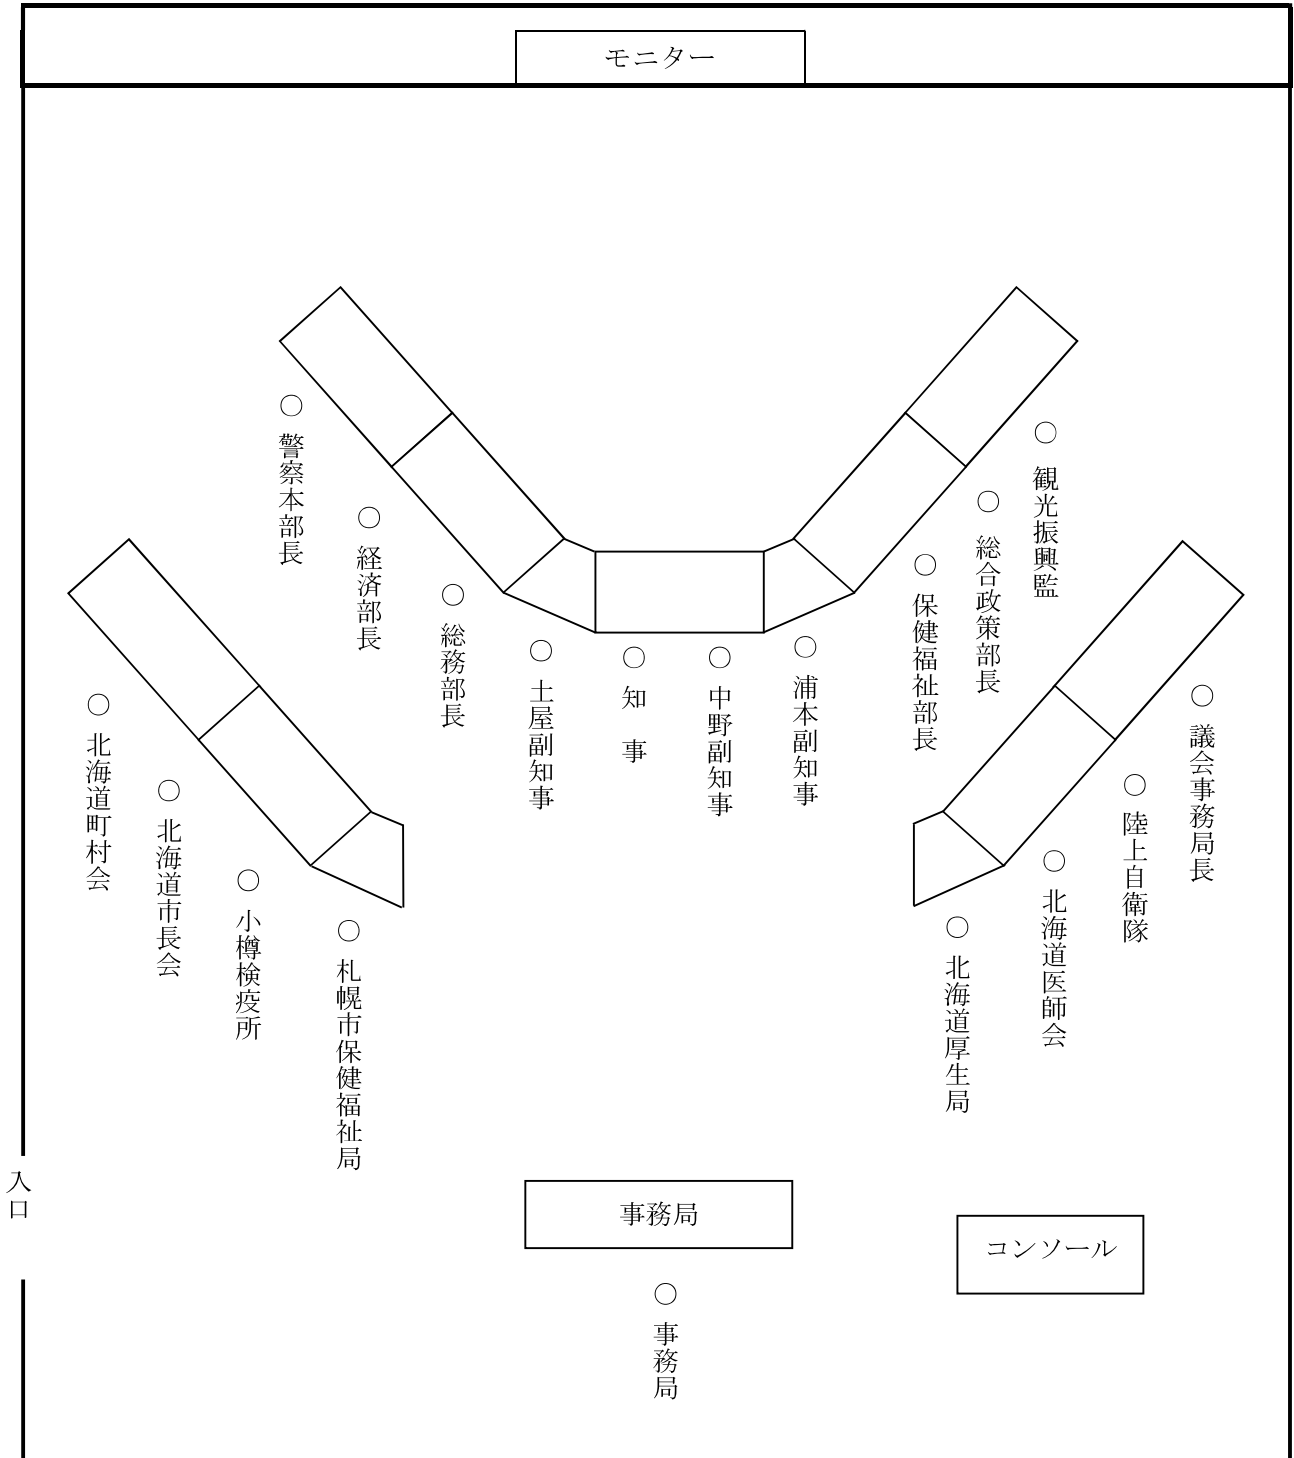 モニター
○ 警察本部長
○ 経済部長
○ 総務部長
○ 土屋副知事
○ 知　事
○ 中野副知事
○ 浦本副知事
○ 保健福祉部長
○ 総合政策部長
○ 観光振興監
○ 北海道町村会
○ 北海道市長会
○ 小樽検疫所
○ 札幌市保健福祉局
○ 北海道厚生局
○ 北海道医師会
○ 陸上自衛隊
○ 議会事務局長
入口
事務局
コンソール
○ 事務局